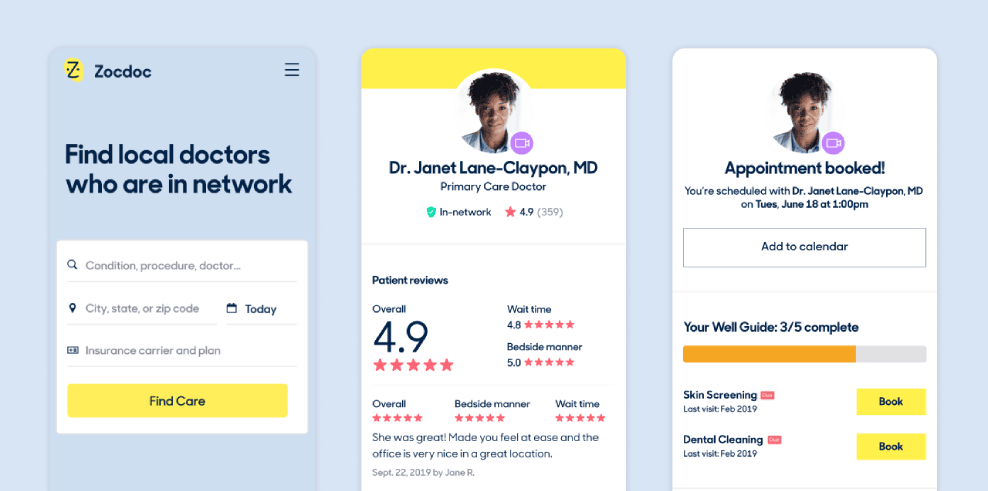 Zocdoc
Find local doctors
who are in network
Condition, procedure, doctor...
City, state, or zip code
Today
Insurance carrier and plan
Find Care
Dr. Janet Lane-Claypon, MD
Primary Care Doctor
In-network
4.9 (359)
Patient reviews
Overall
4.9
Wait time
4.8
Bedside manner
5.0
Overall
Bedside manner
Wait time
She was great! Made you feel at ease and the
office is very nice in a great location.
Sept. 22, 2019 by Jane R.
Appointment booked!
You're scheduled with Dr. Janet Lane-Claypon, MD
on Tues, June 18 at 1:00pm
Add to calendar
Your Well Guide: 3/5 complete
Skin Screening Due
Last visit: Feb 2019
Book
Dental Cleaning Due
Last visit: Feb 2019
Book